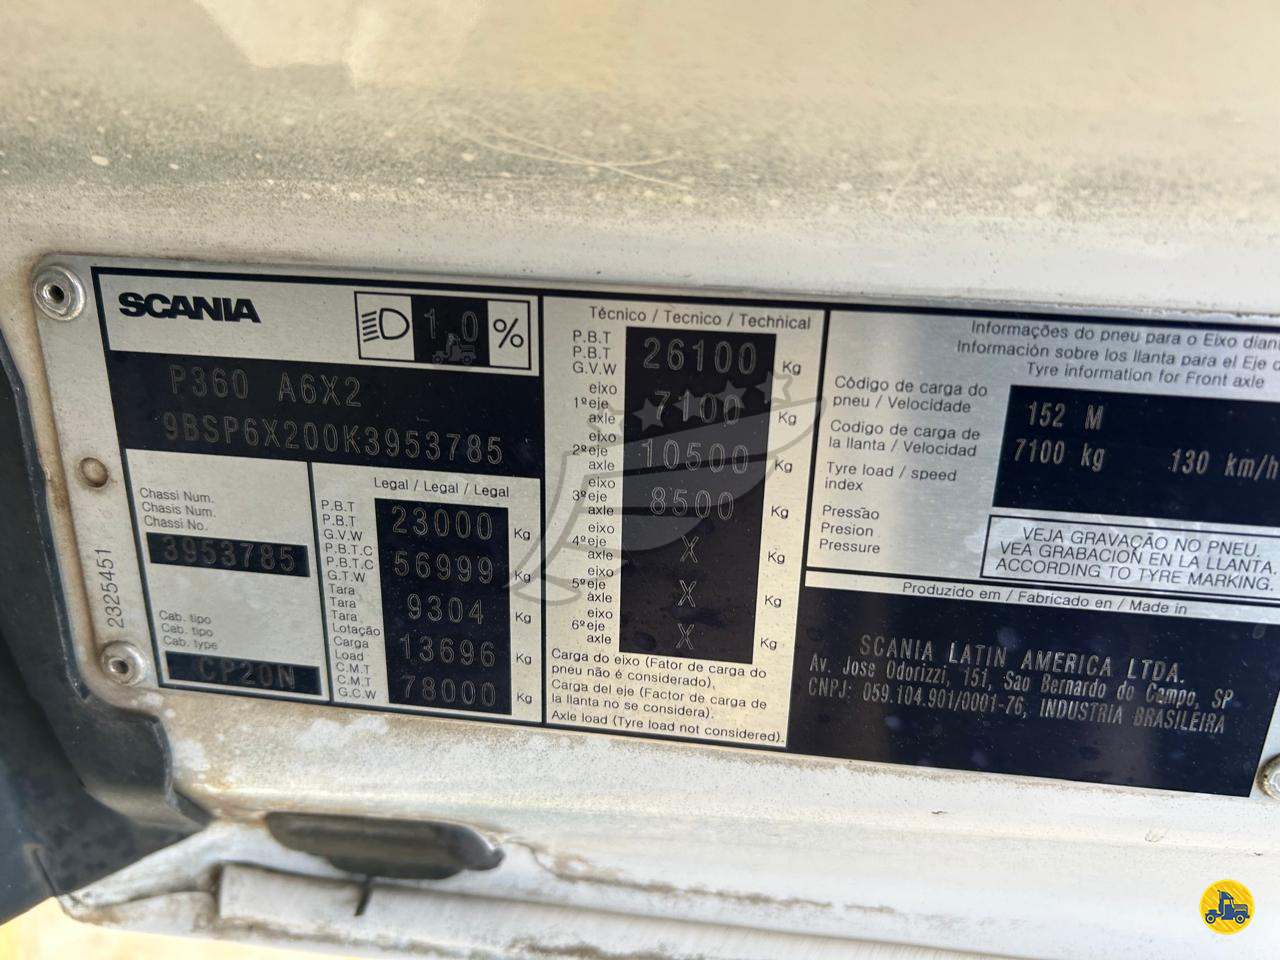 SCANIA
1.0 %
P360 A6X2
9BSP6X200K3953785
Chassi Num.
Chasis Num.
Chassi No.
3953785
Cab. tipo
Cab. tipo
Cab. type
CP20N
2325451
Legal / Legal / Legal
P.B.T
P.B.T
G.V.W
23000 Kg
P.B.T.C
P.B.T.C
G.T.W
56999 Kg
Tara
Tara
Tara
9304 Kg
Lotação
Carga
Load
13696 Kg
C.M.T
C.M.T
G.C.W
78000 Kg
Técnico / Tecnico / Technical
P.B.T
P.B.T
G.V.W
26100 Kg
eixo
1º eje
axle
7100 Kg
eixo
2º eje
axle
10500 Kg
eixo
3º eje
axle
8500 Kg
eixo
4º eje
axle
X Kg
eixo
5º eje
axle
X Kg
eixo
6º eje
axle
X Kg
Carga do eixo (Fator de carga do
pneu não é considerado).
Carga del eje (Factor de carga de
la llanta no se considera).
Axle load (Tyre load not considered).
Informações do pneu para o Eixo
Información sobre los llanta para el Eje
Tyre information for Front axle
Código de carga do
pneu / Velocidade
Codigo de carga de
la llanta / Velocidad
Tyre load / speed
index
152 M
7100 kg 130 km/h
Pressão
Presion
Pressure
VEJA GRAVAÇÃO NO PNEU.
VEA GRABACION EN LA LLANTA.
ACCORDING TO TYRE MARKING.
Produzido em / Fabricado en / Made in
SCANIA LATIN AMERICA LTDA.
Av. Jose Odorizzi, 151, Sao Bernardo do Campo, SP
CNPJ: 059.104.901/0001-76, INDUSTRIA BRASILEIRA